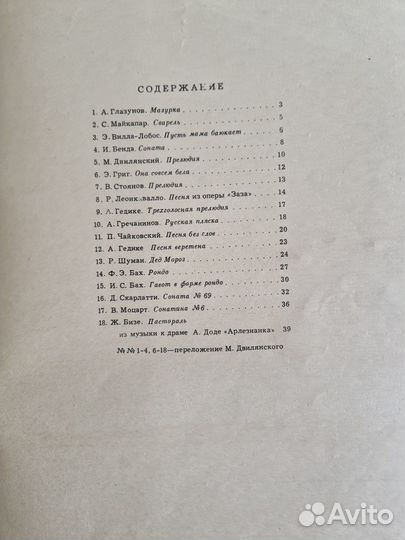 СОДЕРЖАНИЕ
1. А. Глазунов. Мазурка . . . 3
2. С. Майкапар. Свирель . . . 5
3. Э. Вилла-Лобос. Пусть мама баюкает . . . 6
4. И. Бенда. Соната . . . 8
5. М. Двилянский. Прелюдия . . . 10
6. Э. Григ. Она совсем бела . . . 12
7. В. Стоянов. Прелюдия . . . 13
8. Р. Леонкавалло. Песня из оперы «Заза» . . . 14
9. А. Гедике. Трехголосная прелюдия . . . 17
10. А. Гречанинов. Русская пляска . . . 18
11. П. Чайковский. Песня без слов . . . 20
12. А. Гедике Песня веретена . . . 23
13. Р. Шуман. Дед Мороз . . . 24
14. Ф. Э. Бах. Рондо . . . 27
15. И. С. Бах. Гавот в форме рондо . . . 30
16. Д. Скарлатти. Соната № 69 . . . 32
17. В. Моцарт. Сонатина №6 . . . 36
18. Ж. Бизе. Пастораль
из музыки к драме А. Доде «Арлезианка» 39
№№ 1-4, 6-18—переложение М. Двилянского
Avito